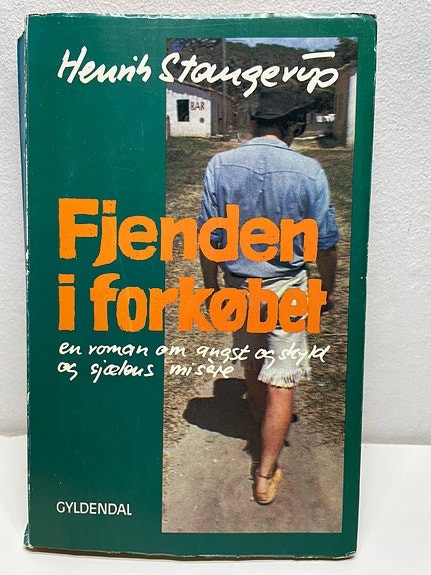 Henrik Stangerup
BAR
Fjenden
i forkøbet
en roman om angst og skyld
og sjælens misère
GYLDENDAL